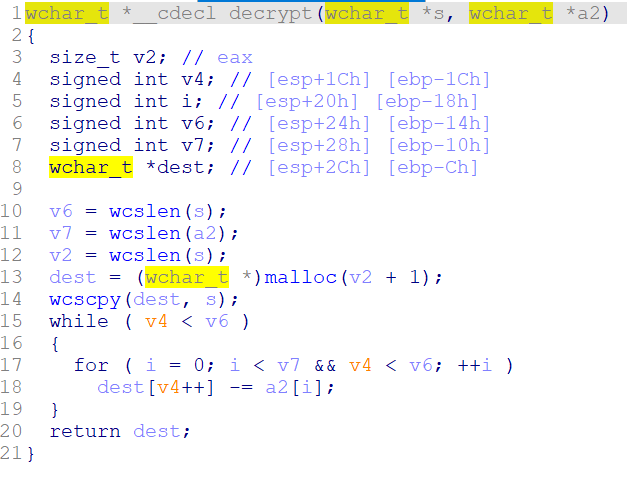 1 wchar_t *__cdecl decrypt(wchar_t *s, wchar_t *a2)
2 {
3   size_t v2; // eax
4   signed int v4; // [esp+1Ch] [ebp-1Ch]
5   signed int i; // [esp+20h] [ebp-18h]
6   signed int v6; // [esp+24h] [ebp-14h]
7   signed int v7; // [esp+28h] [ebp-10h]
8   wchar_t *dest; // [esp+2Ch] [ebp-Ch]
9
10   v6 = wcslen(s);
11   v7 = wcslen(a2);
12   v2 = wcslen(s);
13   dest = (wchar_t *)malloc(v2 + 1);
14   wcscpy(dest, s);
15   while ( v4 < v6 )
16   {
17     for ( i = 0; i < v7 && v4 < v6; ++i )
18       dest[v4++] -= a2[i];
19   }
20   return dest;
21 }